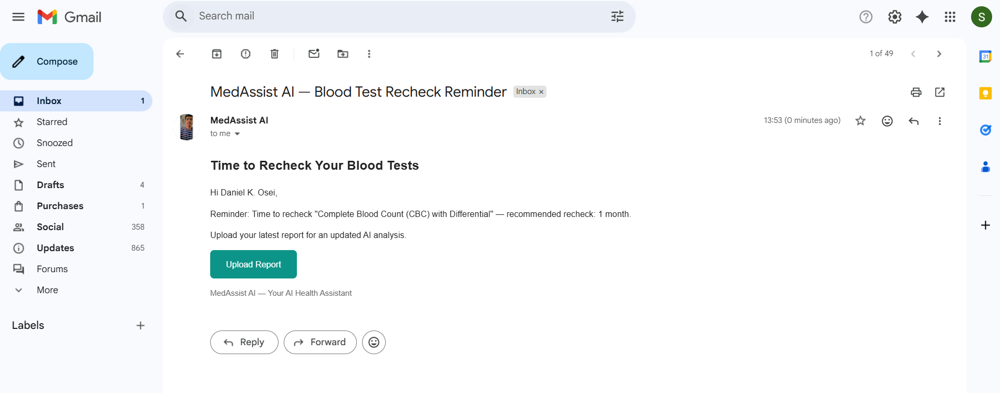 Gmail
Search mail
S
Compose
1 of 49
31
MedAssist AI — Blood Test Recheck Reminder
Inbox ×
Inbox 1
Starred
Snoozed
Sent
Drafts 4
Purchases 1
Social 358
Updates 865
Forums
More
Labels
MedAssist AI
13:53 (0 minutes ago)
to me
Time to Recheck Your Blood Tests
Hi Daniel K. Osei,
Reminder: Time to recheck "Complete Blood Count (CBC) with Differential" — recommended recheck: 1 month.
Upload your latest report for an updated AI analysis.
Upload Report
MedAssist AI — Your AI Health Assistant
Reply
Forward